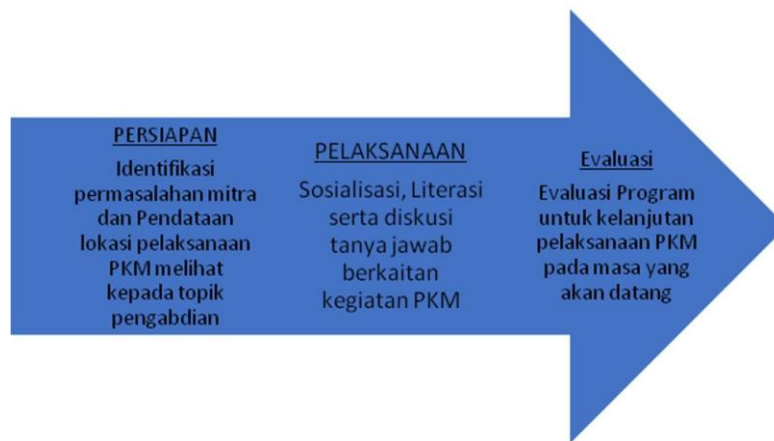 PERSIAPAN
Identifikasi
permasalahan mitra
dan Pendataan
lokasi pelaksanaan
PKM melihat
kepada topik
pengabdian
PELAKSANAAN
Sosialisasi, Literasi
serta diskusi
tanya jawab
berkaitan
kegiatan PKM
Evaluasi
Evaluasi Program
untuk kelanjutan
pelaksanaan PKM
pada masa yang
akan datang